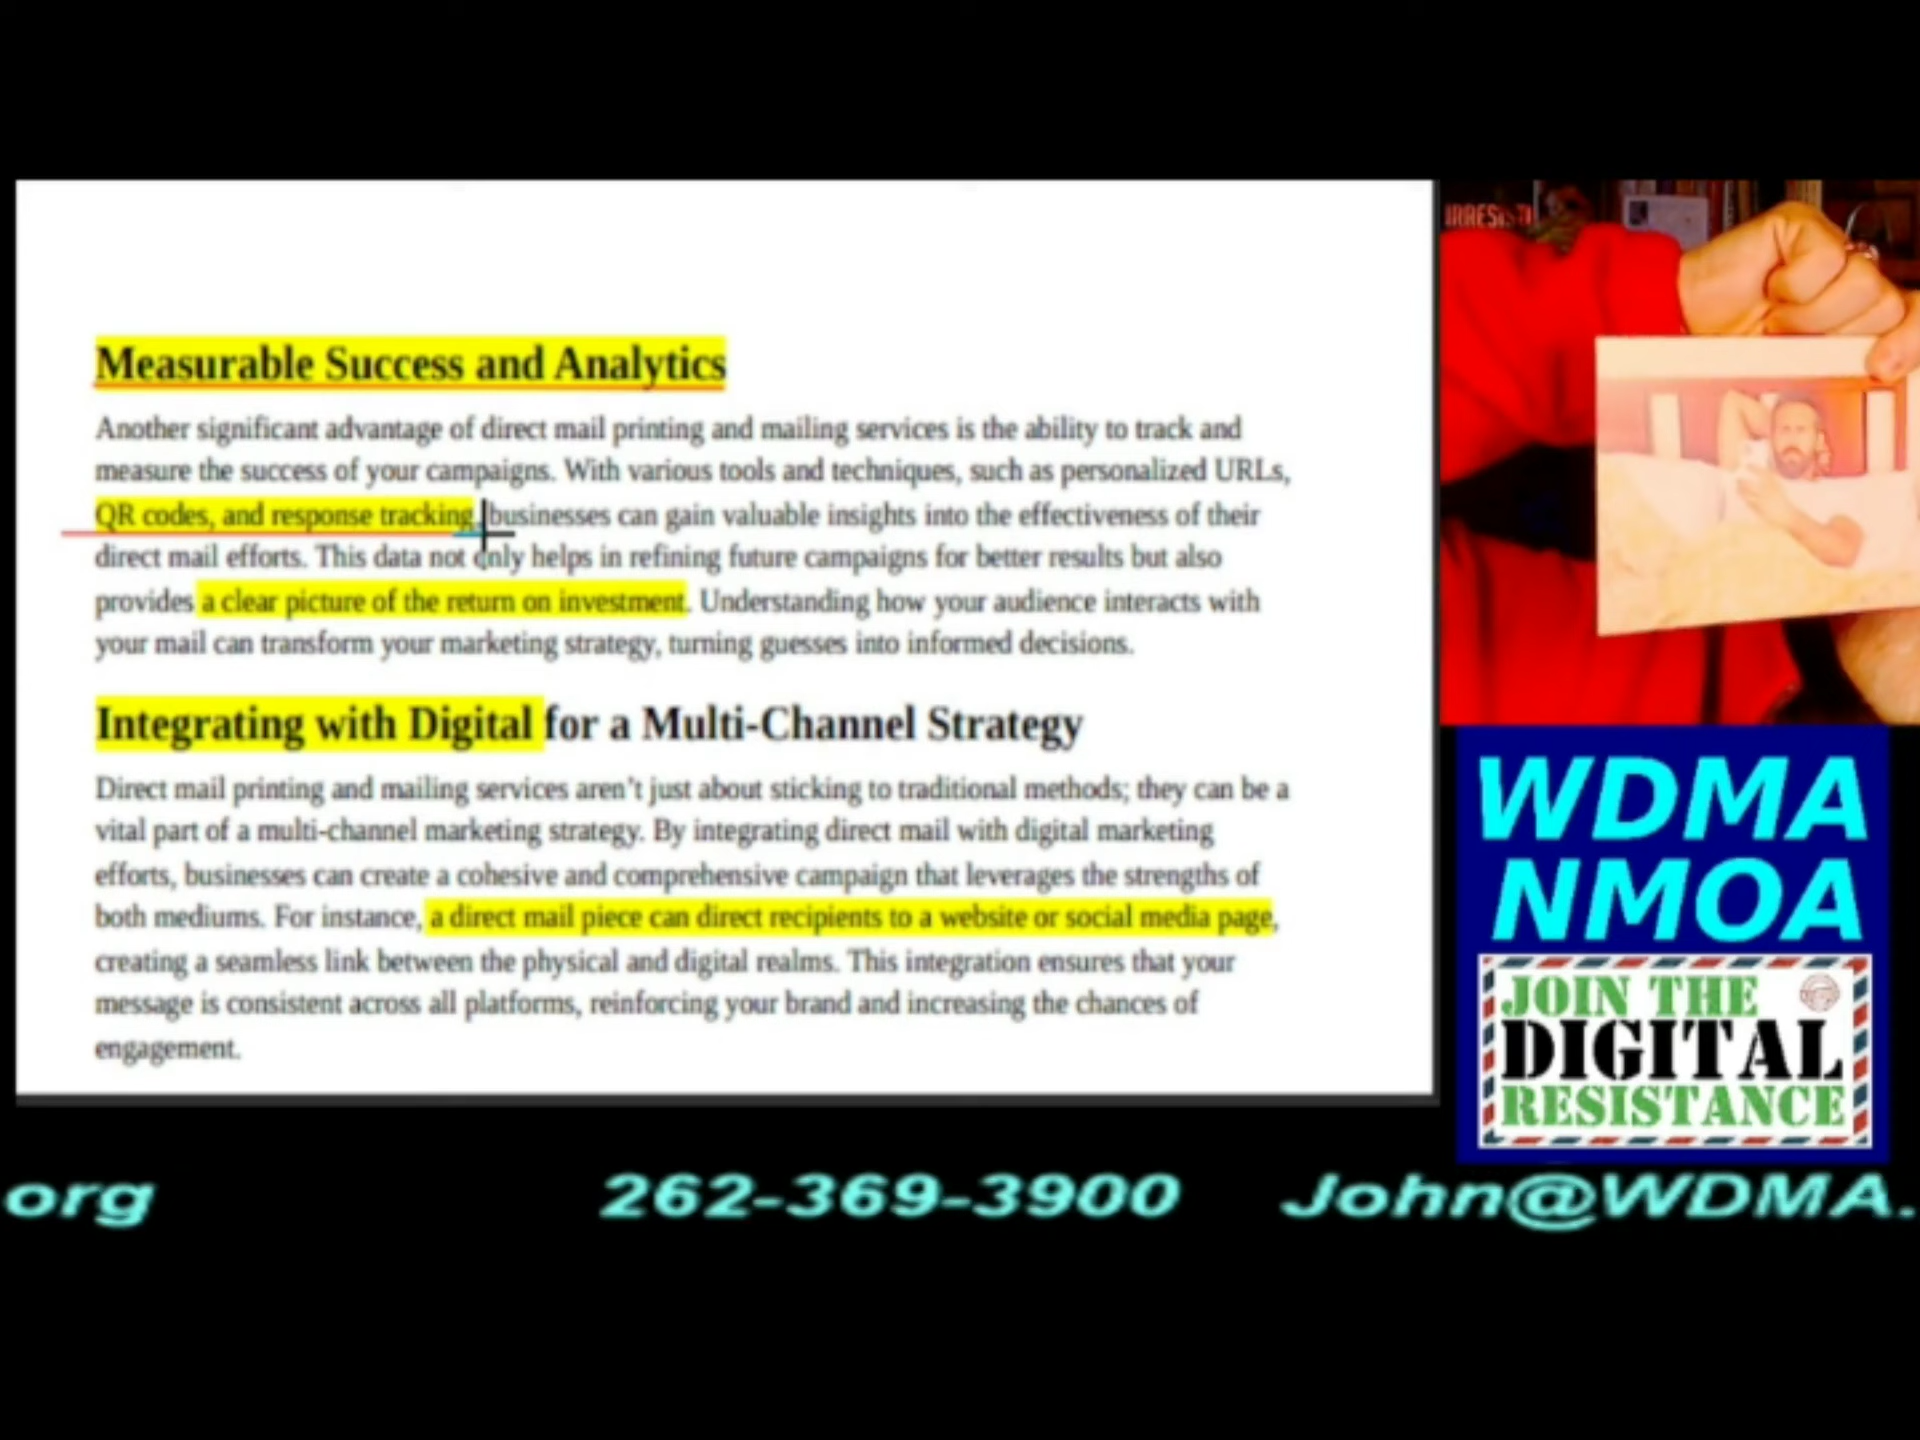 Measurable Success and Analytics
Another significant advantage of direct mail printing and mailing services is the ability to track and
measure the success of your campaigns. With various tools and techniques, such as personalized URLs,
QR codes, and response tracking, businesses can gain valuable insights into the effectiveness of their
direct mail efforts. This data not only helps in refining future campaigns for better results but also
provides a clear picture of the return on investment. Understanding how your audience interacts with
your mail can transform your marketing strategy, turning guesses into informed decisions.
Integrating with Digital for a Multi-Channel Strategy
Direct mail printing and mailing services aren't just about sticking to traditional methods; they can be a
vital part of a multi-channel marketing strategy. By integrating direct mail with digital marketing
efforts, businesses can create a cohesive and comprehensive campaign that leverages the strengths of
both mediums. For instance, a direct mail piece can direct recipients to a website or social media page,
creating a seamless link between the physical and digital realms. This integration ensures that your
message is consistent across all platforms, reinforcing your brand and increasing the chances of
engagement.
WDMA
NMOA
JOIN THE
DIGITAL
RESISTANCE
org 262-369-3900 John@WDMA.